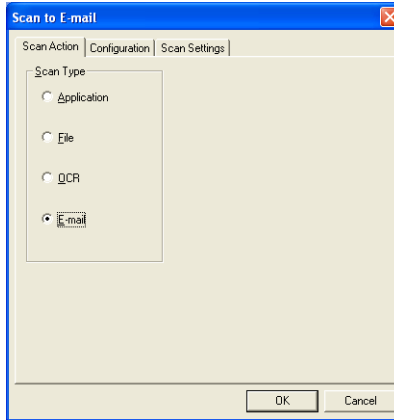 Scan to E-mail
Scan Action Configuration Scan Settings
Scan Type
Application
File
OCR
E-mail
OK Cancel